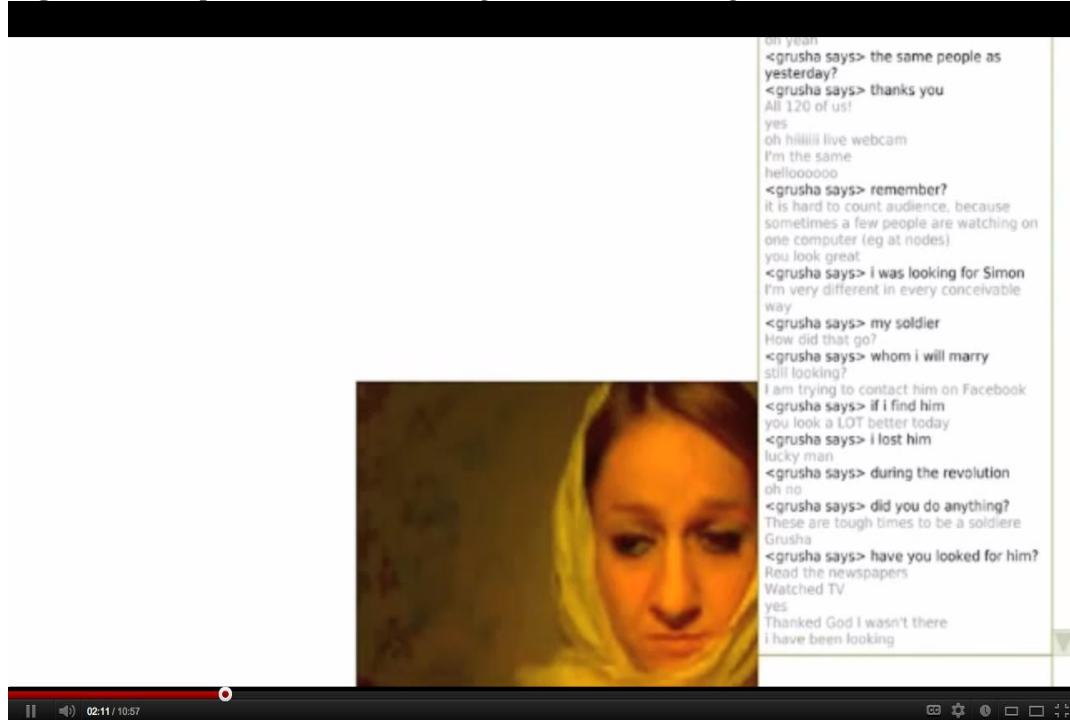 oh yeah
<grusha says> the same people as
yesterday?
<grusha says> thanks you
All 120 of us!
yes
oh hiiiiii live webcam
I'm the same
helloooooo
<grusha says> remember?
it is hard to count audience, because
sometimes a few people are watching on
one computer (eg at nodes)
you look great
<grusha says> i was looking for Simon
I'm very different in every conceivable
way
<grusha says> my soldier
How did that go?
<grusha says> whom i will marry
still looking?
I am trying to contact him on Facebook
<grusha says> if i find him
you look a LOT better today
<grusha says> i lost him
lucky man
<grusha says> during the revolution
oh no
<grusha says> did you do anything?
These are tough times to be a soldiere
Grusha
<grusha says> have you looked for him?
Read the newspapers
Watched TV
yes
Thanked God I wasn't there
i have been looking
02:11 / 10:57
CC